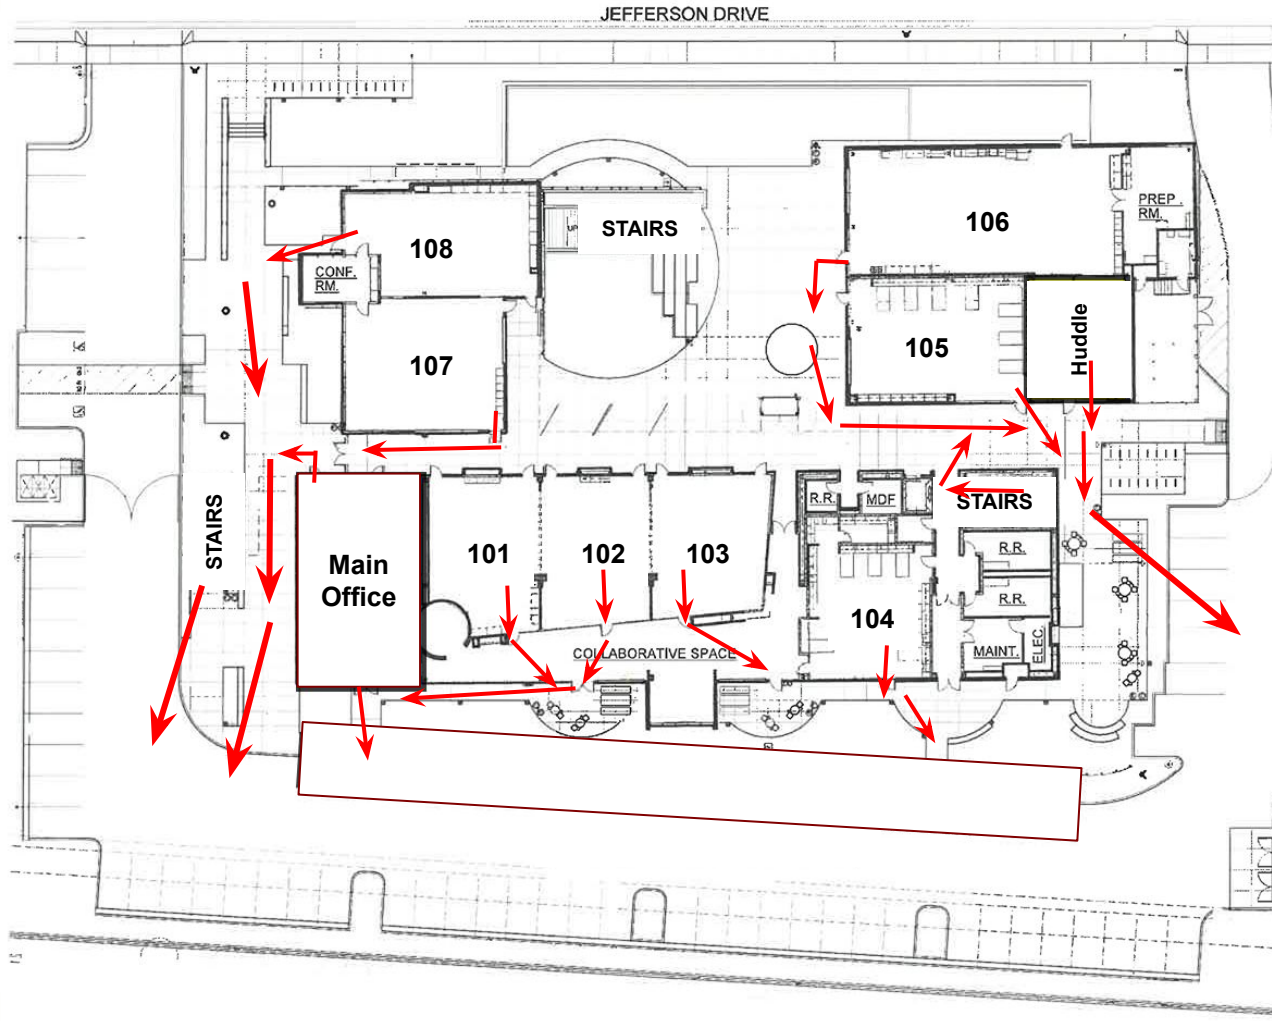 JEFFERSON DRIVE
108
UP
STAIRS
106
PREP.
RM.
CONF.
RM.
107
105
Huddle
STAIRS
R.R.
MDF
STAIRS
101
102
103
R.R.
Main
Office
R.R.
104
MAINT.
ELEC.
COLLABORATIVE SPACE